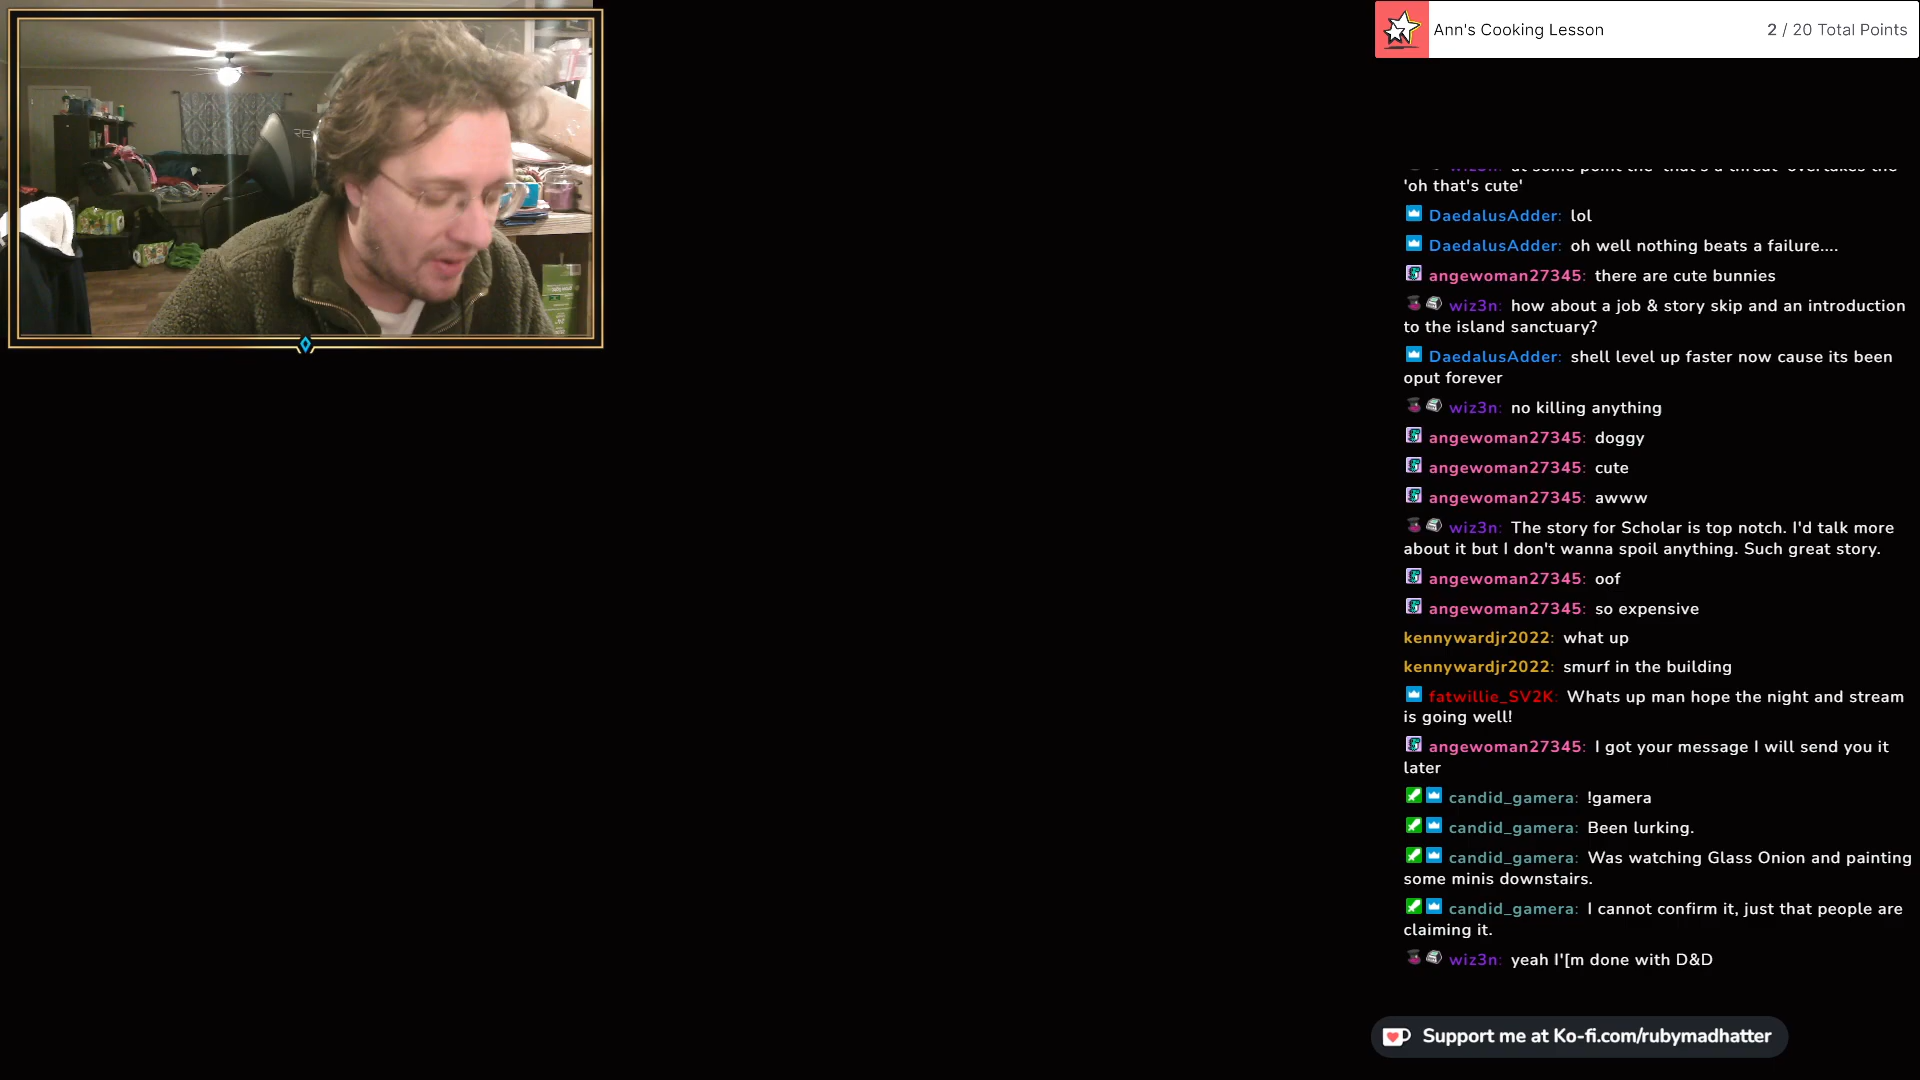 Ann's Cooking Lesson
2 / 20 Total Points
'oh that's cute'
DaedalusAdder: lol
DaedalusAdder: oh well nothing beats a failure....
angewoman27345: there are cute bunnies
wiz3n: how about a job & story skip and an introduction
to the island sanctuary?
DaedalusAdder: shell level up faster now cause its been
oput forever
wiz3n: no killing anything
angewoman27345: doggy
angewoman27345: cute
angewoman27345: awww
wiz3n: The story for Scholar is top notch. I'd talk more
about it but I don't wanna spoil anything. Such great story.
angewoman27345: oof
angewoman27345: so expensive
kennywardjr2022: what up
kennywardjr2022: smurf in the building
fatwillie_SV2K: Whats up man hope the night and stream
is going well!
angewoman27345: I got your message I will send you it
later
candid_gamera: !gamera
candid_gamera: Been lurking.
candid_gamera: Was watching Glass Onion and painting
some minis downstairs.
candid_gamera: I cannot confirm it, just that people are
claiming it.
wiz3n: yeah I'[m done with D&D
Support me at Ko-fi.com/rubymadhatter